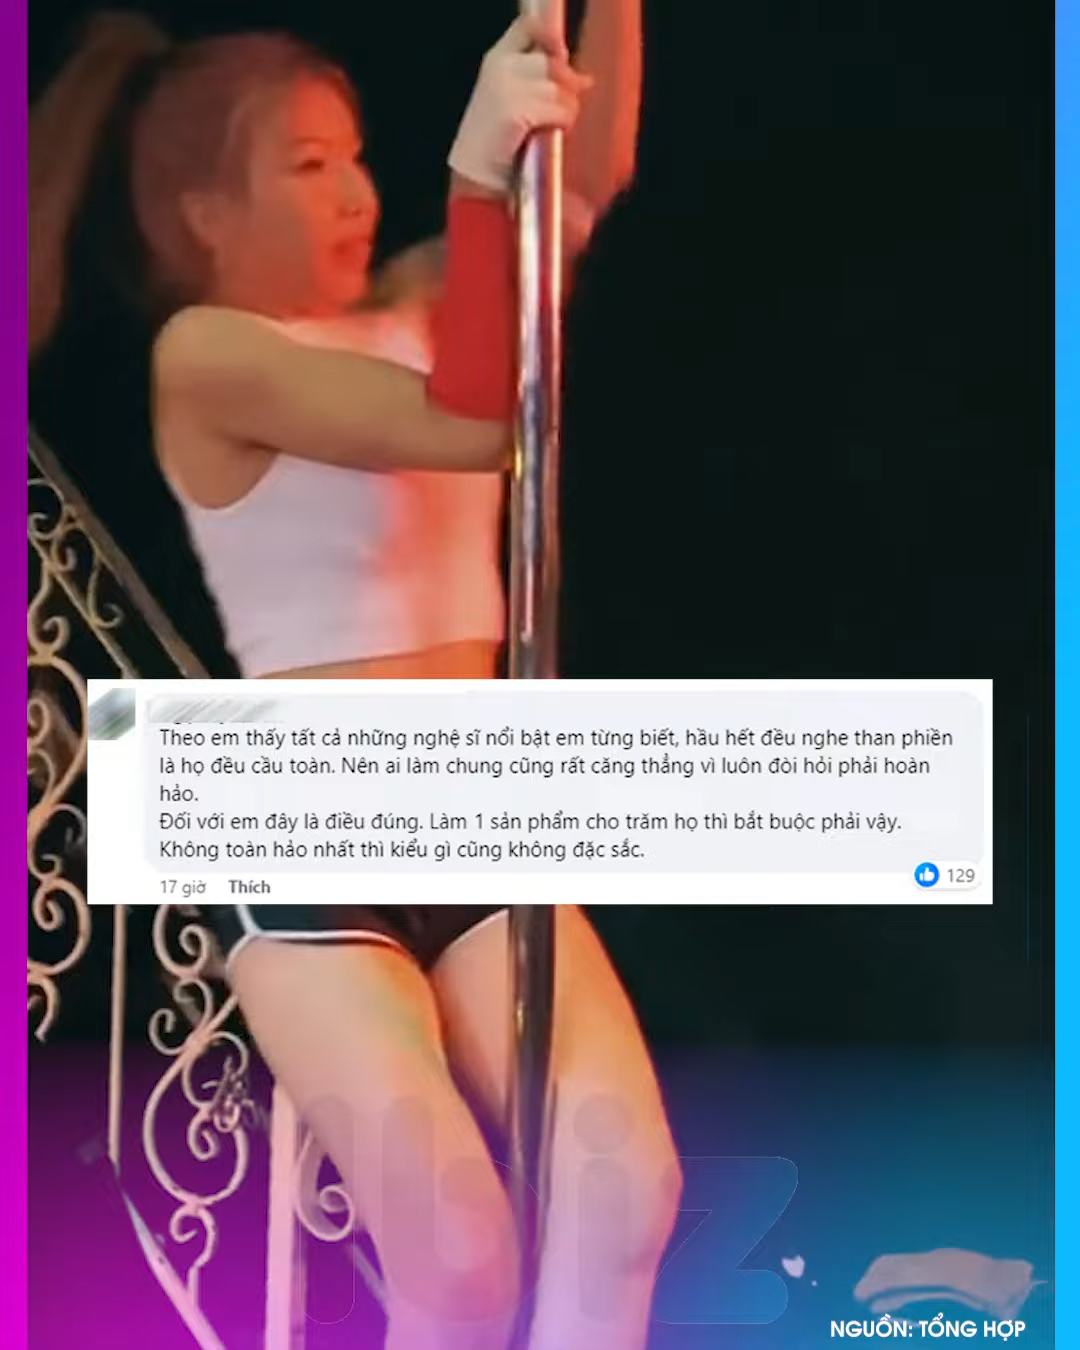 Theo em thấy tất cả những nghệ sĩ nổi bật em từng biết, hầu hết đều nghe than phiền
là họ đều cầu toàn. Nên ai làm chung cũng rất căng thẳng vì luôn đòi hỏi phải hoàn
hảo.
Đối với em đây là điều đúng. Làm 1 sản phẩm cho trăm họ thì bắt buộc phải vậy.
Không toàn hảo nhất thì kiểu gì cũng không đặc sắc.
17 giờ Thích 129
biz
NGUỒN: TỔNG HỢP